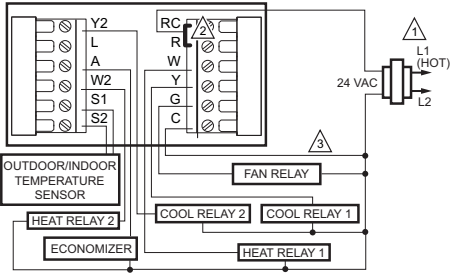 Y2
L
A
W2
S1
S2
RC
R
W
Y
G
C
2
1
L1
(HOT)
24 VAC
L2
3
OUTDOOR/INDOOR
TEMPERATURE
SENSOR
FAN RELAY
HEAT RELAY 2
COOL RELAY 2
COOL RELAY 1
ECONOMIZER
HEAT RELAY 1